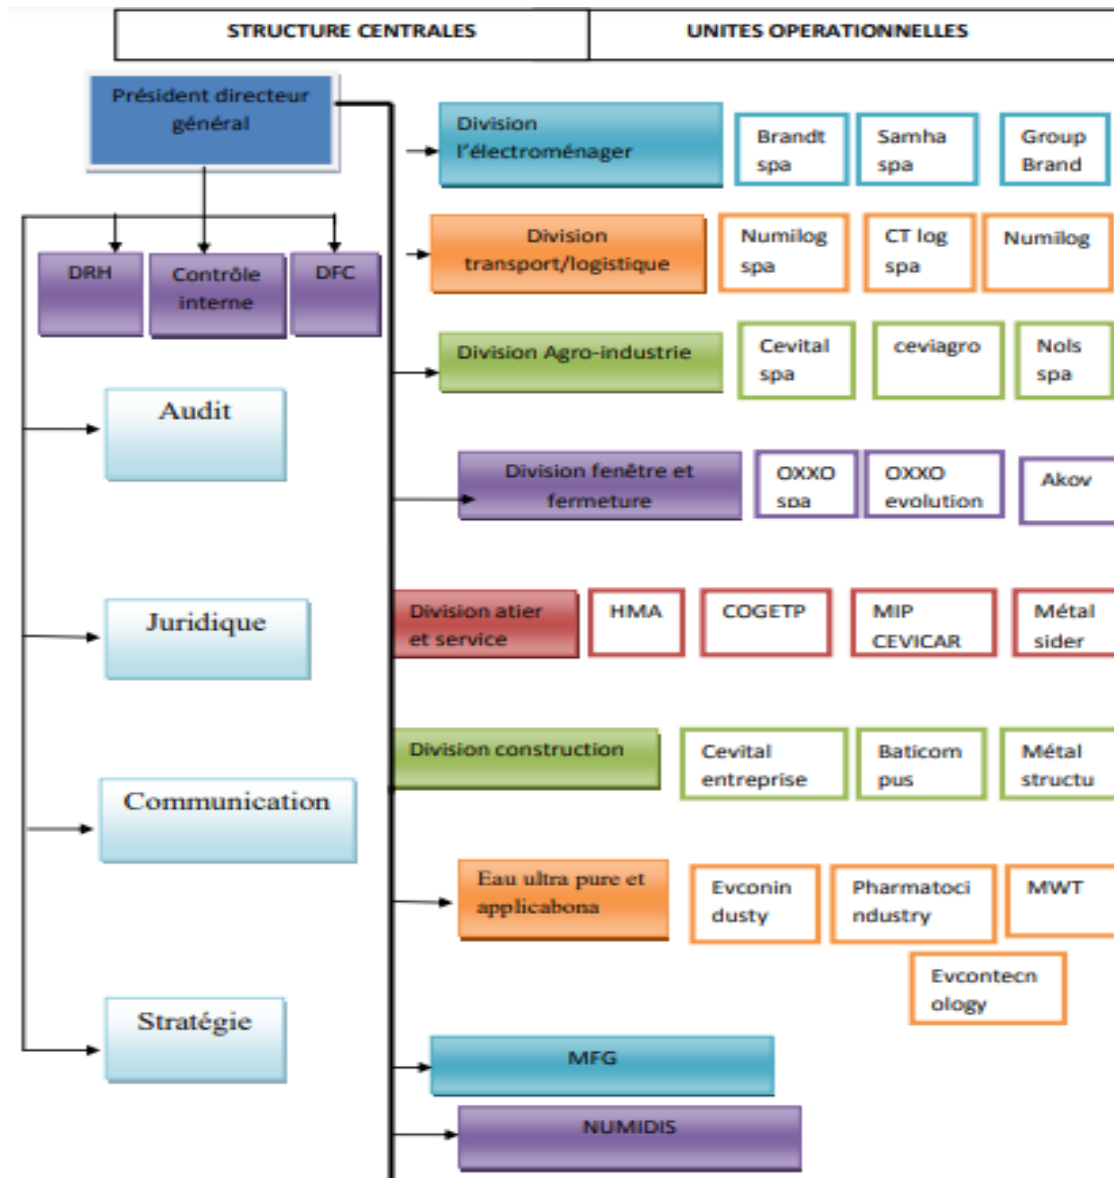 STRUCTURE CENTRALES
UNITES OPERATIONNELLES
Président directeur
général
DRH
Contrôle
interne
DFC
Audit
Juridique
Communication
Stratégie
Division
l'électroménager
Brandt
spa
Samha
spa
Group
Brand
Division
transport/logistique
Numilog
spa
CT log
spa
Numilog
Division Agro-industrie
Cevital
spa
ceviagro
Nols
spa
Division fenêtre et
fermeture
OXXO
spa
OXXO
evolution
Akov
Division atier
et service
HMA
COGETP
MIP
CEVICAR
Métal
sider
Division construction
Cevital
entreprise
Baticom
pus
Métal
structu
Eau ultra pure et
applicabona
Evconin
dusty
Pharmatoci
ndustry
MWT
Evcontecn
ology
MFG
NUMIDIS